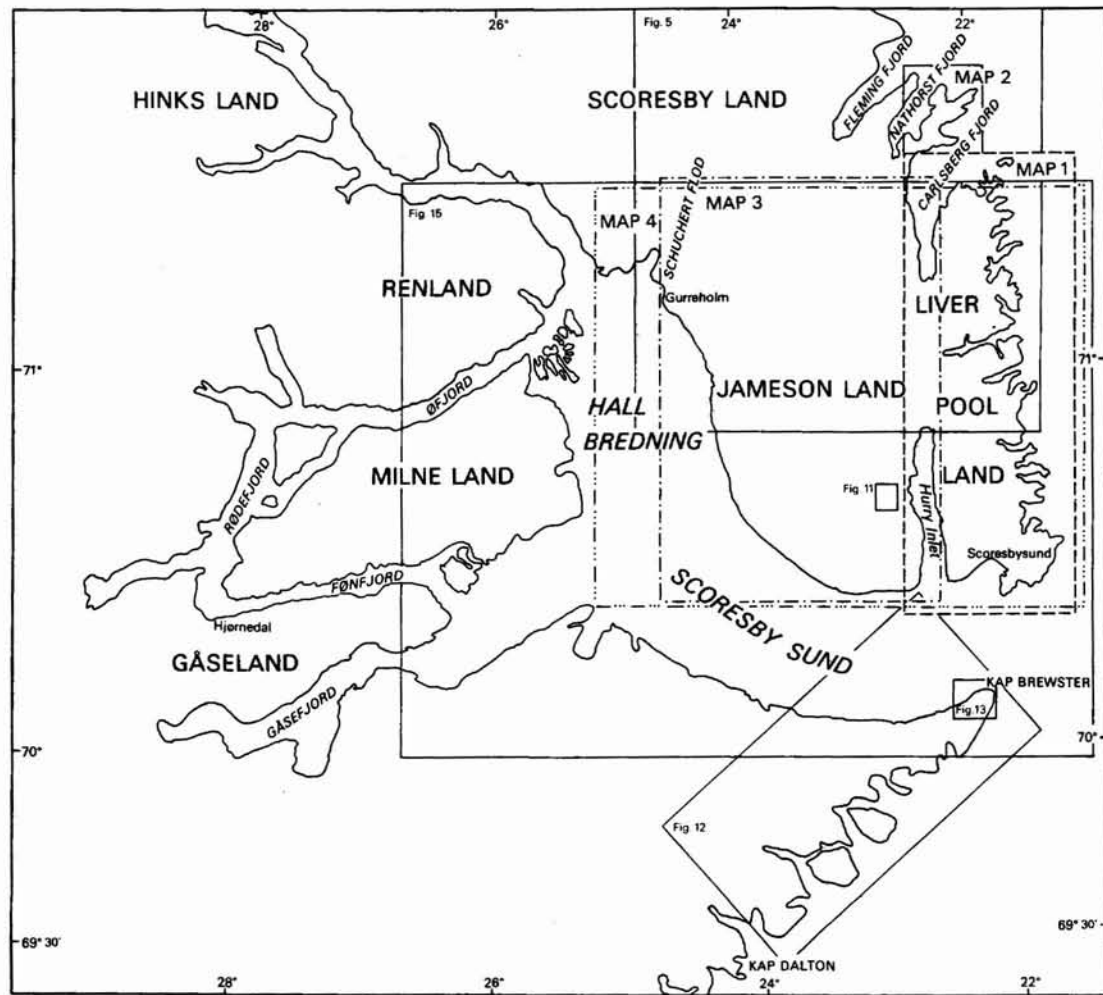 28°
26°
Fig. 5
24°
22°
HINKS LAND
SCORESBY LAND
FLEMING FJORD
NATHORST FJORD
MAP 2
CARLSBERG FJORD
MAP 1
Fig. 15
MAP 4
SCHUCHERT FLOD
MAP 3
RENLAND
Gurreholm
LIVER
71°
71°
ØFJORD
HALL
BREDNING
JAMESON LAND
POOL
MILNE LAND
LAND
RØDEFJORD
Fig. 11
Hurry Inlet
Scoresbysund
FØNFJORD
Hjørnedal
SCORESBY SUND
GÅSELAND
KAP BREWSTER
Fig. 13
GÅSEFJORD
70°
70°
Fig. 12
69° 30'
69° 30'
KAP DALTON
28°
26°
24°
22°